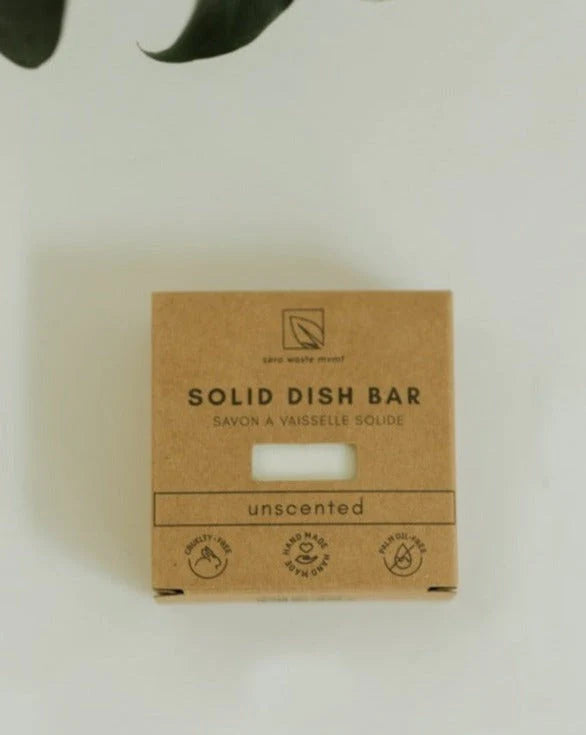 zero waste mvmt
SOLID DISH BAR
SAVON A VAISSELLE SOLIDE
unscented
CRUELTY-FREE
HAND MADE
HAND MADE
PALM OIL-FREE